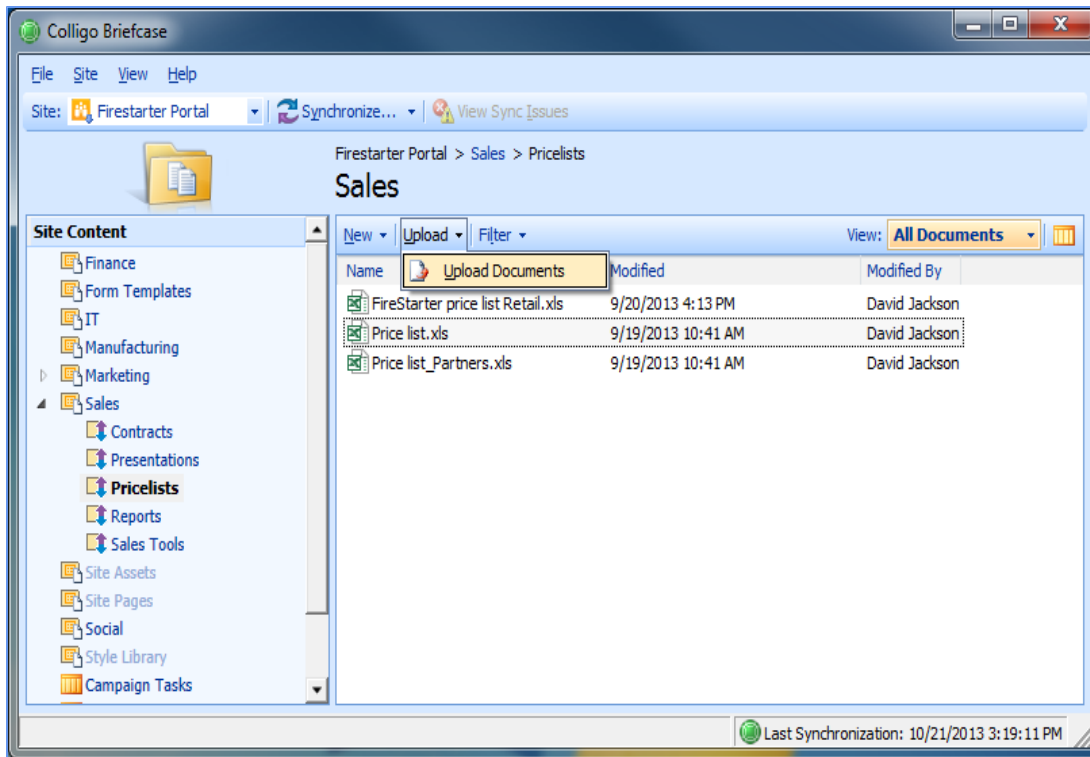 Colligo Briefcase
File Site View Help
Site: Firestarter Portal Synchronize... View Sync Issues
Firestarter Portal > Sales > Pricelists
Sales
Site Content
Finance
Form Templates
IT
Manufacturing
Marketing
Sales
Contracts
Presentations
Pricelists
Reports
Sales Tools
Site Assets
Site Pages
Social
Style Library
Campaign Tasks
New Upload Filter View: All Documents
Upload Documents
Name Modified Modified By
FireStarter price list Retail.xls 9/20/2013 4:13 PM David Jackson
Price list.xls 9/19/2013 10:41 AM David Jackson
Price list_Partners.xls 9/19/2013 10:41 AM David Jackson
Last Synchronization: 10/21/2013 3:19:11 PM